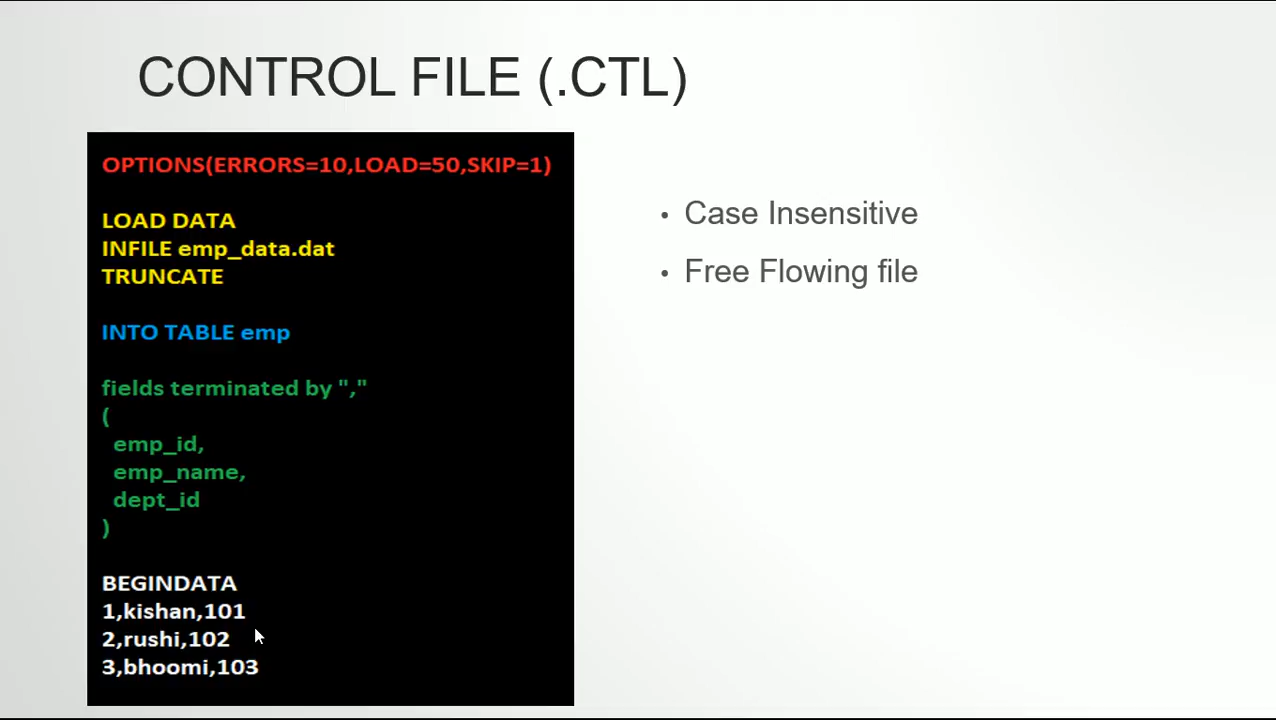 CONTROL FILE (.CTL)
OPTIONS(ERRORS=10,LOAD=50,SKIP=1)
LOAD DATA
INFILE emp_data.dat
TRUNCATE
INTO TABLE emp
fields terminated by ","
(
emp_id,
emp_name,
dept_id
)
BEGINDATA
1,kishan,101
2,rushi,102
3,bhoomi,103
• Case Insensitive
• Free Flowing file